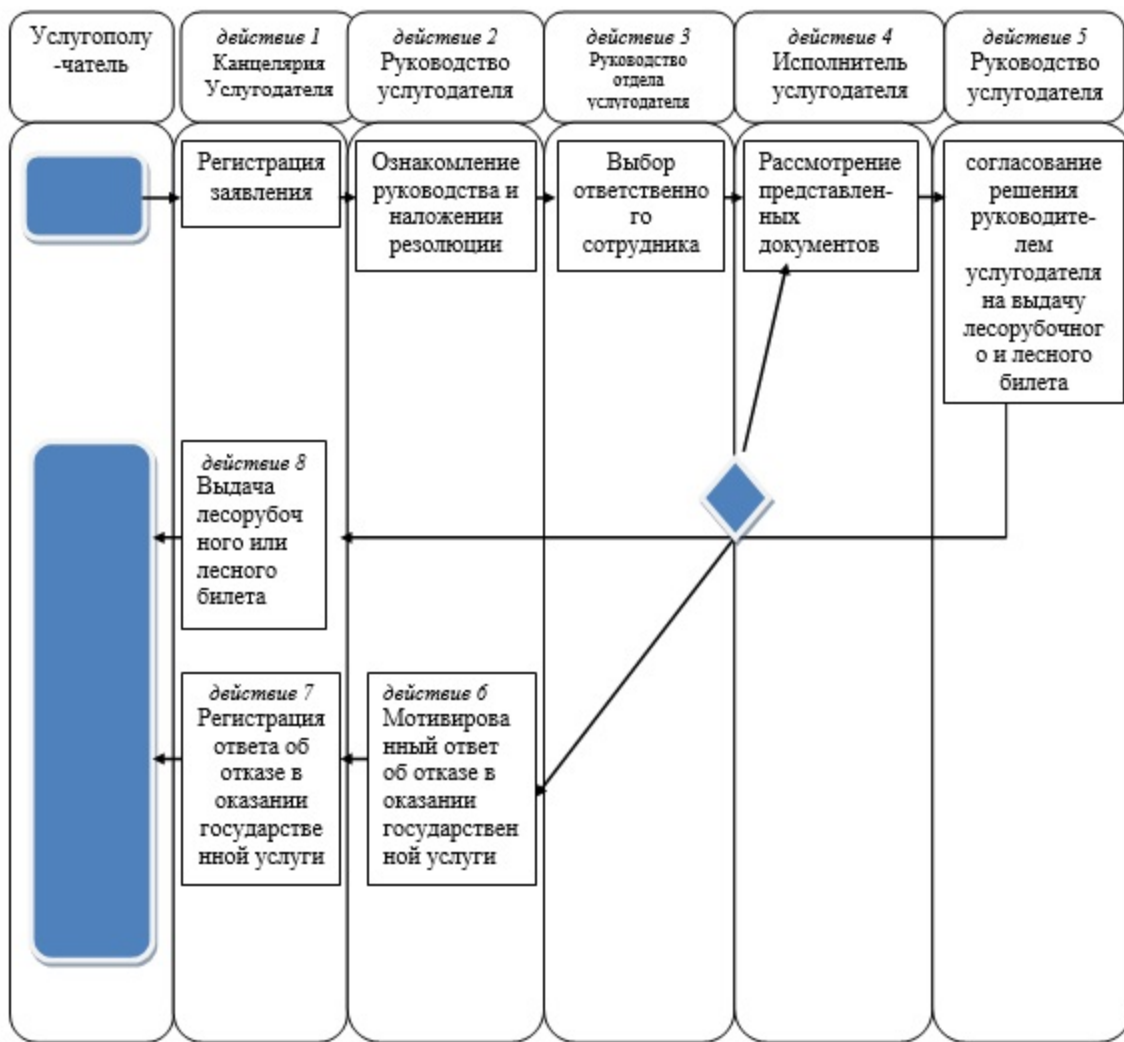 Услугополу
-чатель
действие 1
Канцелярия
Услугодателя
действие 2
Руководство
услугодателя
действие 3
Руководство
отдела
услугодателя
действие 4
Исполнитель
услугодателя
действие 5
Руководство
услугодателя
Регистрация
заявления
Ознакомление
руководства и
наложении
резолюции
Выбор
ответственно
го
сотрудника
Рассмотрение
представлен-
ных
документов
согласование
решения
руководите-
лем
услугодателя
на выдачу
лесорубочног
о и лесного
билета
действие 8
Выдача
лесорубоч
ного или
лесного
билета
действие 7
Регистрация
ответа об
отказе в
оказании
государстве
нной услуги
действие 6
Мотивирова
нный ответ
об отказе в
оказании
государствен
ной услуги